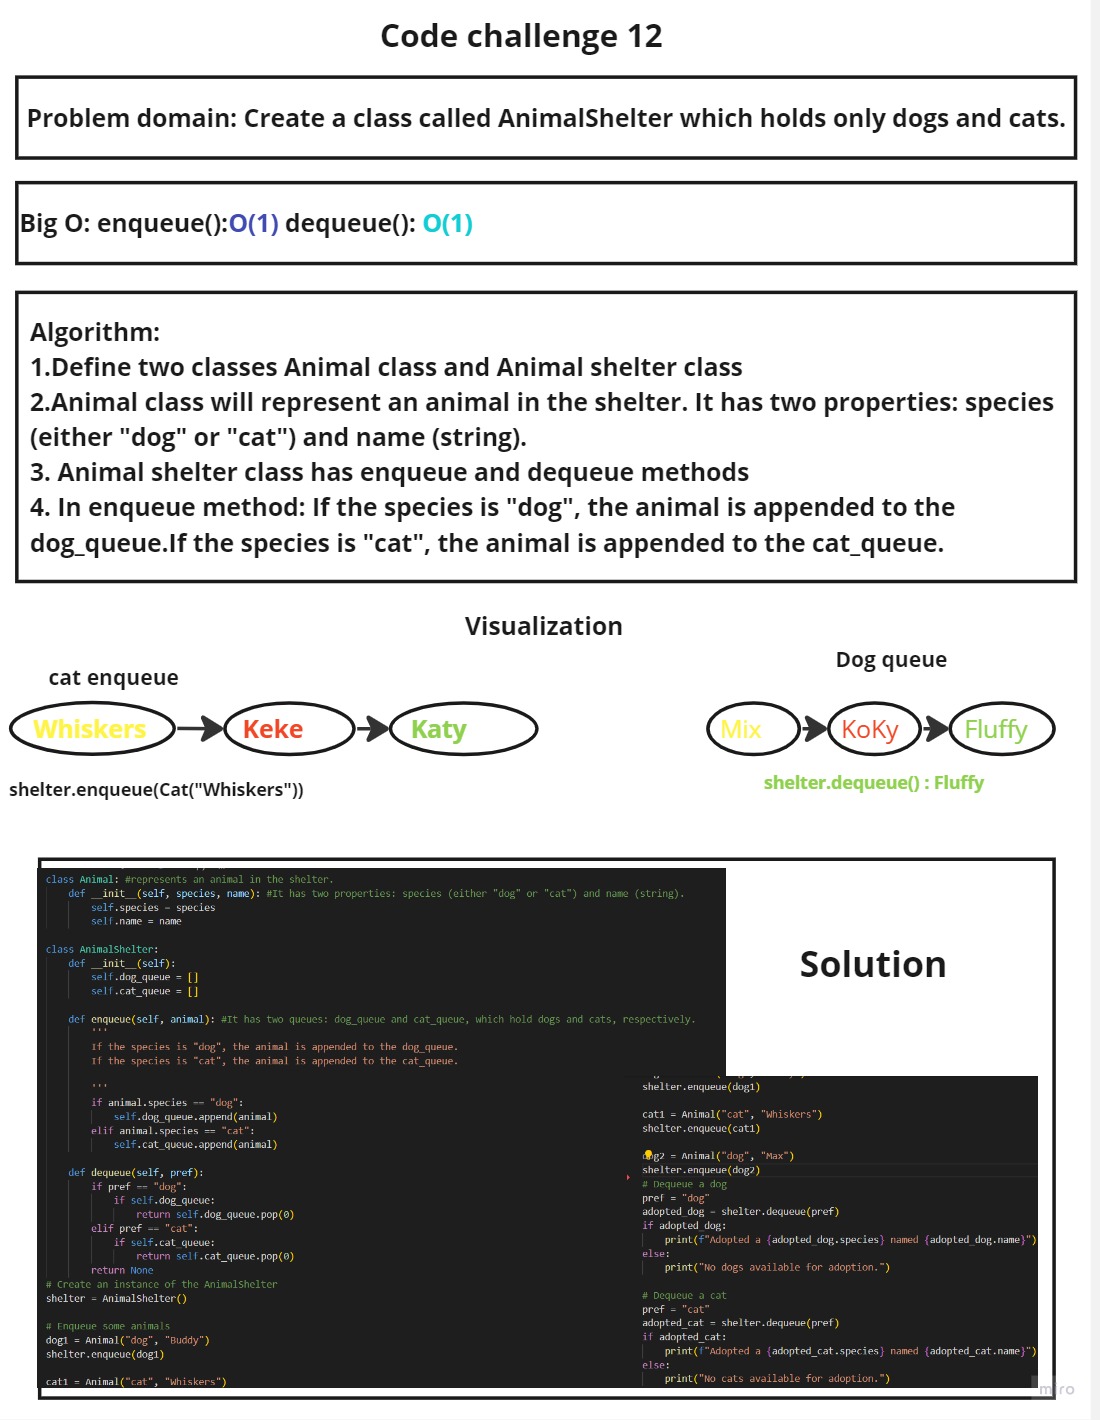 Code challenge 12
Problem domain: Create a class called AnimalShelter which holds only dogs and cats.
Big O: enqueue():O(1) dequeue(): O(1)
Algorithm:
1.Define two classes Animal class and Animal shelter class
2.Animal class will represent an animal in the shelter. It has two properties: species
(either "dog" or "cat") and name (string).
3. Animal shelter class has enqueue and dequeue methods
4. In enqueue method: If the species is "dog", the animal is appended to the
dog_queue.If the species is "cat", the animal is appended to the cat_queue.
Visualization
cat enqueue
Whiskers
Keke
Katy
shelter.enqueue(Cat("Whiskers"))
Dog queue
Mix
KoKy
Fluffy
shelter.dequeue() : Fluffy
class Animal: #represents an animal in the shelter.
    def __init__(self, species, name): #It has two properties: species (either "dog" or "cat") and name (string).
        self.species = species
        self.name = name
class AnimalShelter:
    def __init__(self):
        self.dog_queue = []
        self.cat_queue = []
    def enqueue(self, animal): #It has two queues: dog_queue and cat_queue, which hold dogs and cats, respectively.
        '''
        If the species is "dog", the animal is appended to the dog_queue.
        If the species is "cat", the animal is appended to the cat_queue.
        '''
        if animal.species == "dog":
            self.dog_queue.append(animal)
        elif animal.species == "cat":
            self.cat_queue.append(animal)
    def dequeue(self, pref):
        if pref == "dog":
            if self.dog_queue:
                return self.dog_queue.pop(0)
        elif pref == "cat":
            if self.cat_queue:
                return self.cat_queue.pop(0)
        return None
# Create an instance of the AnimalShelter
shelter = AnimalShelter()
# Enqueue some animals
dog1 = Animal("dog", "Buddy")
shelter.enqueue(dog1)
cat1 = Animal("cat", "Whiskers")
Solution
shelter.enqueue(dog1)
cat1 = Animal("cat", "Whiskers")
shelter.enqueue(cat1)
dog2 = Animal("dog", "Max")
shelter.enqueue(dog2)
# Dequeue a dog
pref = "dog"
adopted_dog = shelter.dequeue(pref)
if adopted_dog:
    print(f"Adopted a {adopted_dog.species} named {adopted_dog.name}")
else:
    print("No dogs available for adoption.")
# Dequeue a cat
pref = "cat"
adopted_cat = shelter.dequeue(pref)
if adopted_cat:
    print(f"Adopted a {adopted_cat.species} named {adopted_cat.name}")
else:
    print("No cats available for adoption.")
miro